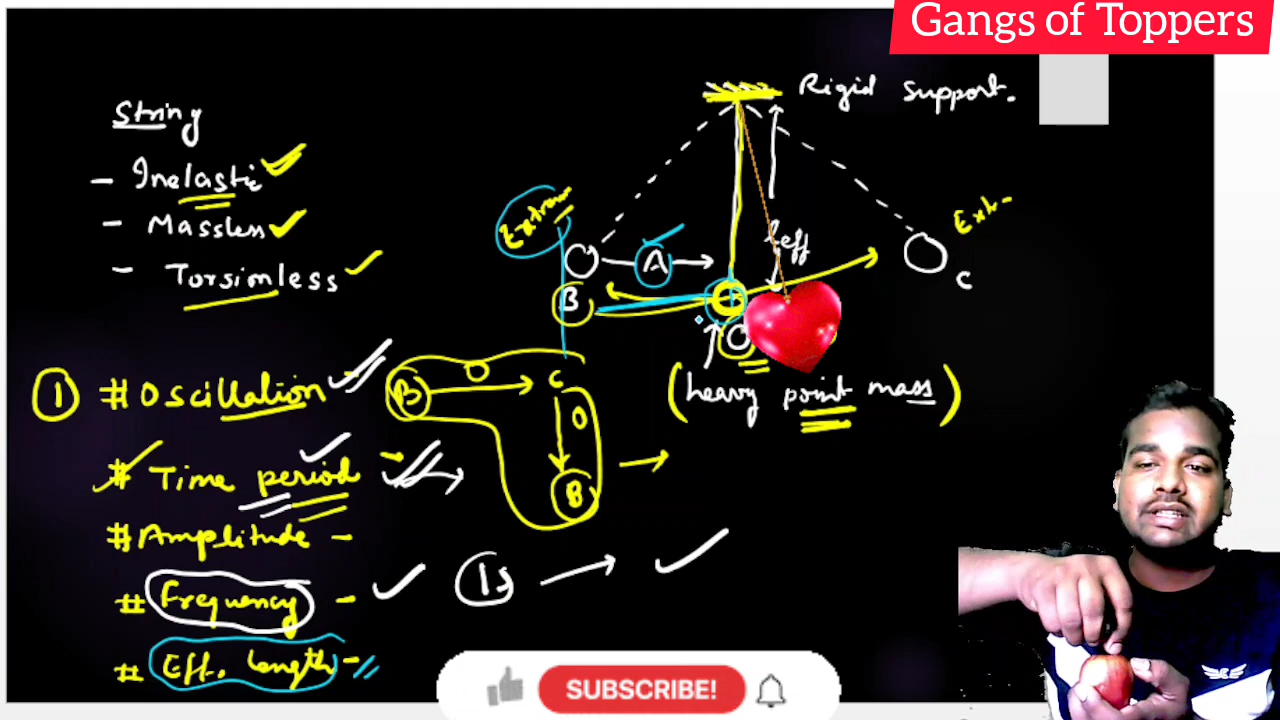 Gangs of Toppers
Rigid support.
String
- Inelastic
- Massless
- Torsionless
Extreme
Extr-
A
leff
B
C
O
(heavy point mass)
1 # Oscillation
B O C
O
B
# Time period -
# Amplitude -
# Frequency - 1s
# Eff. length -
SUBSCRIBE!